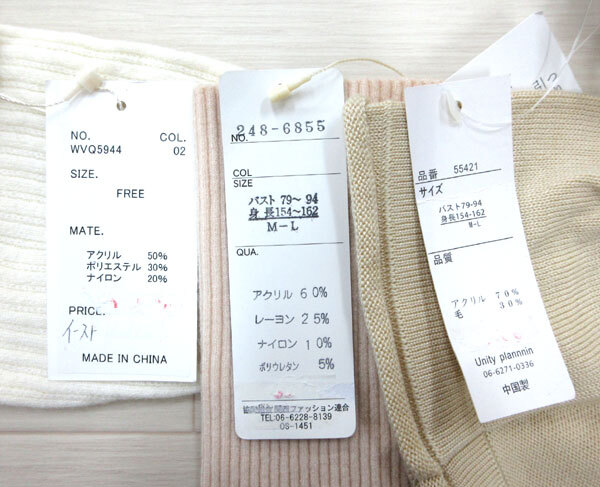 NO. COL.
WVQ5944 02
SIZE.
FREE
MATE.
アクリル 50%
ポリエステル 30%
ナイロン 20%
PRICE.
イースト
MADE IN CHINA
248-6855
NO.
COL
SIZE
バスト 79〜94
身長154〜162
M-L
QUA.
アクリル 60%
レーヨン 25%
ナイロン 10%
ポリウレタン 5%
ファッション連合
TEL:06-6228-8139
OS-1451
品番 55421
サイズ
バスト79-94
身長154-162
M-L
品質
アクリル 70%
毛 30%
Unity plannnin
06-6271-0336
中国製
引っ